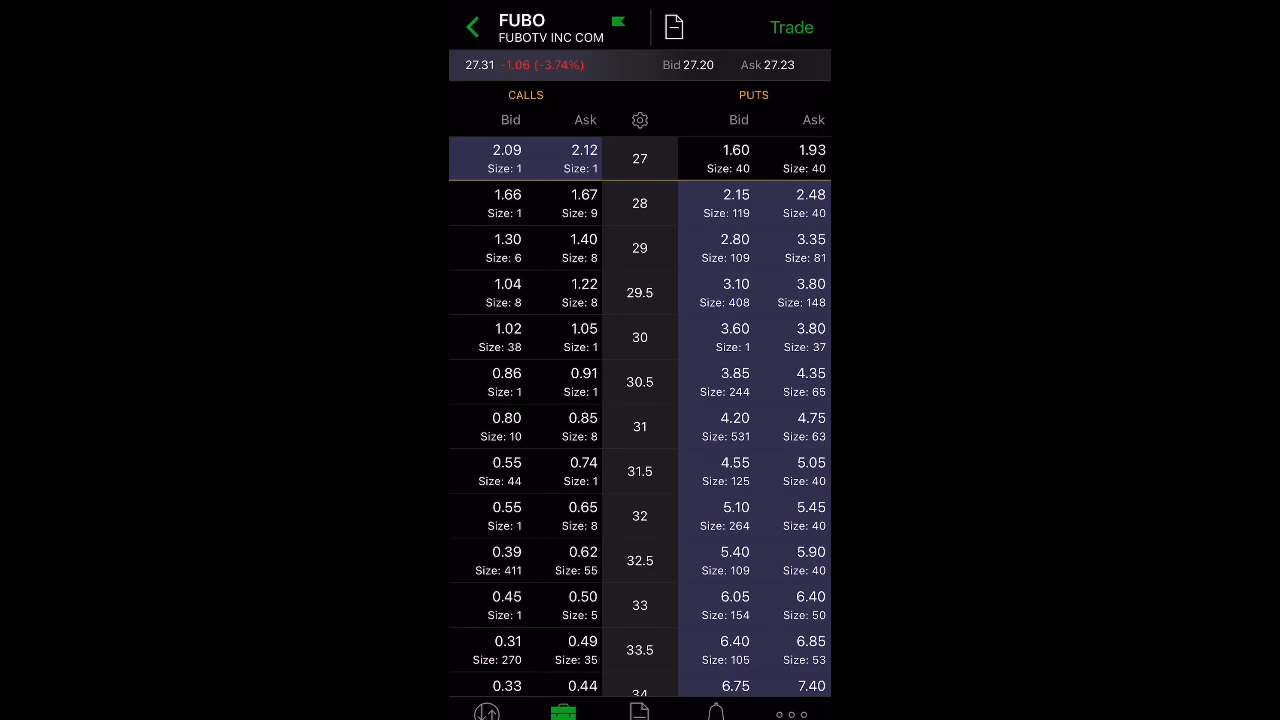 FUBO
FUBOTV INC COM
Trade
27.31 -1.06 (-3.74%) Bid 27.20 Ask 27.23
CALLS PUTS
Bid Ask Bid Ask
2.09 2.12 27 1.60 1.93
Size: 1 Size: 1 Size: 40 Size: 40
1.66 1.67 28 2.15 2.48
Size: 1 Size: 9 Size: 119 Size: 40
1.30 1.40 29 2.80 3.35
Size: 6 Size: 8 Size: 109 Size: 81
1.04 1.22 29.5 3.10 3.80
Size: 8 Size: 8 Size: 408 Size: 148
1.02 1.05 30 3.60 3.80
Size: 38 Size: 1 Size: 1 Size: 37
0.86 0.91 30.5 3.85 4.35
Size: 1 Size: 1 Size: 244 Size: 65
0.80 0.85 31 4.20 4.75
Size: 10 Size: 8 Size: 531 Size: 63
0.55 0.74 31.5 4.55 5.05
Size: 44 Size: 1 Size: 125 Size: 40
0.55 0.65 32 5.10 5.45
Size: 1 Size: 8 Size: 264 Size: 40
0.39 0.62 32.5 5.40 5.90
Size: 411 Size: 55 Size: 109 Size: 40
0.45 0.50 33 6.05 6.40
Size: 1 Size: 5 Size: 154 Size: 50
0.31 0.49 33.5 6.40 6.85
Size: 270 Size: 35 Size: 105 Size: 53
0.33 0.44 34 6.75 7.40